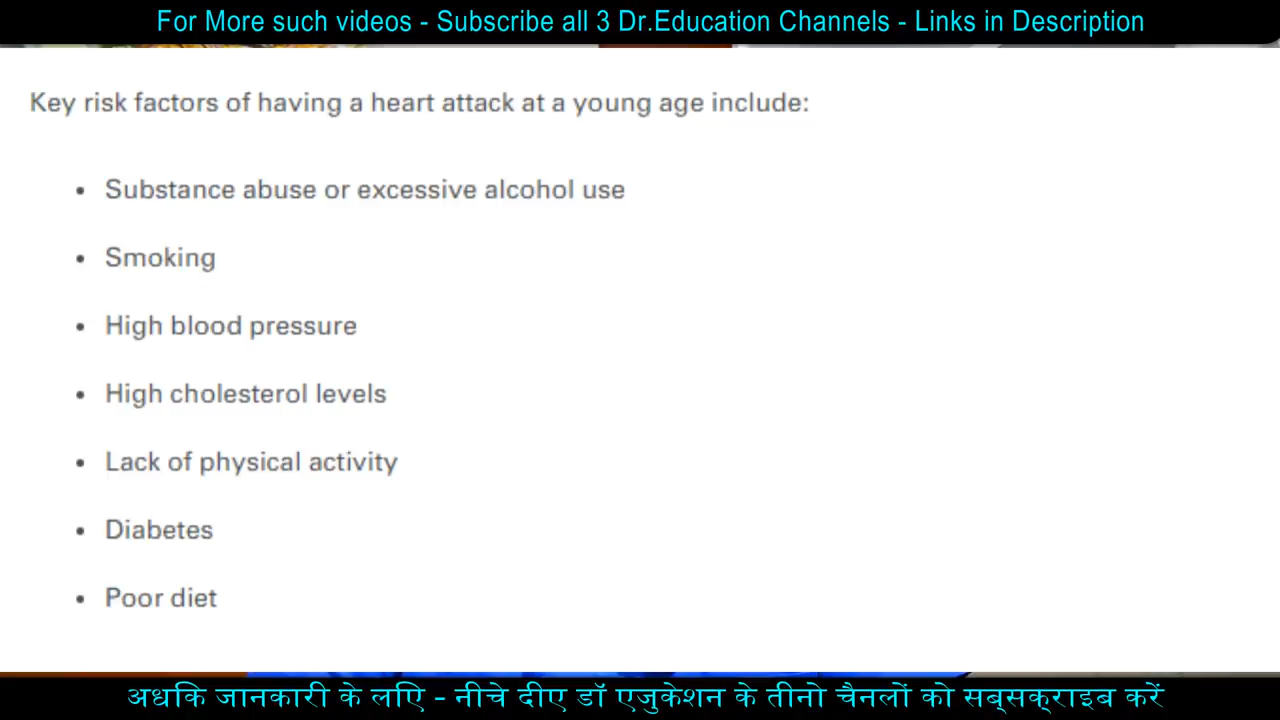 For More such videos - Subscribe all 3 Dr.Education Channels - Links in Description
Key risk factors of having a heart attack at a young age include:
• Substance abuse or excessive alcohol use
• Smoking
• High blood pressure
• High cholesterol levels
• Lack of physical activity
• Diabetes
• Poor diet
अधकि जानकारी के लएि - नीचे दीए डॉ एजुकेशन के तीनो चैनलों को सब्सक्राइब करें